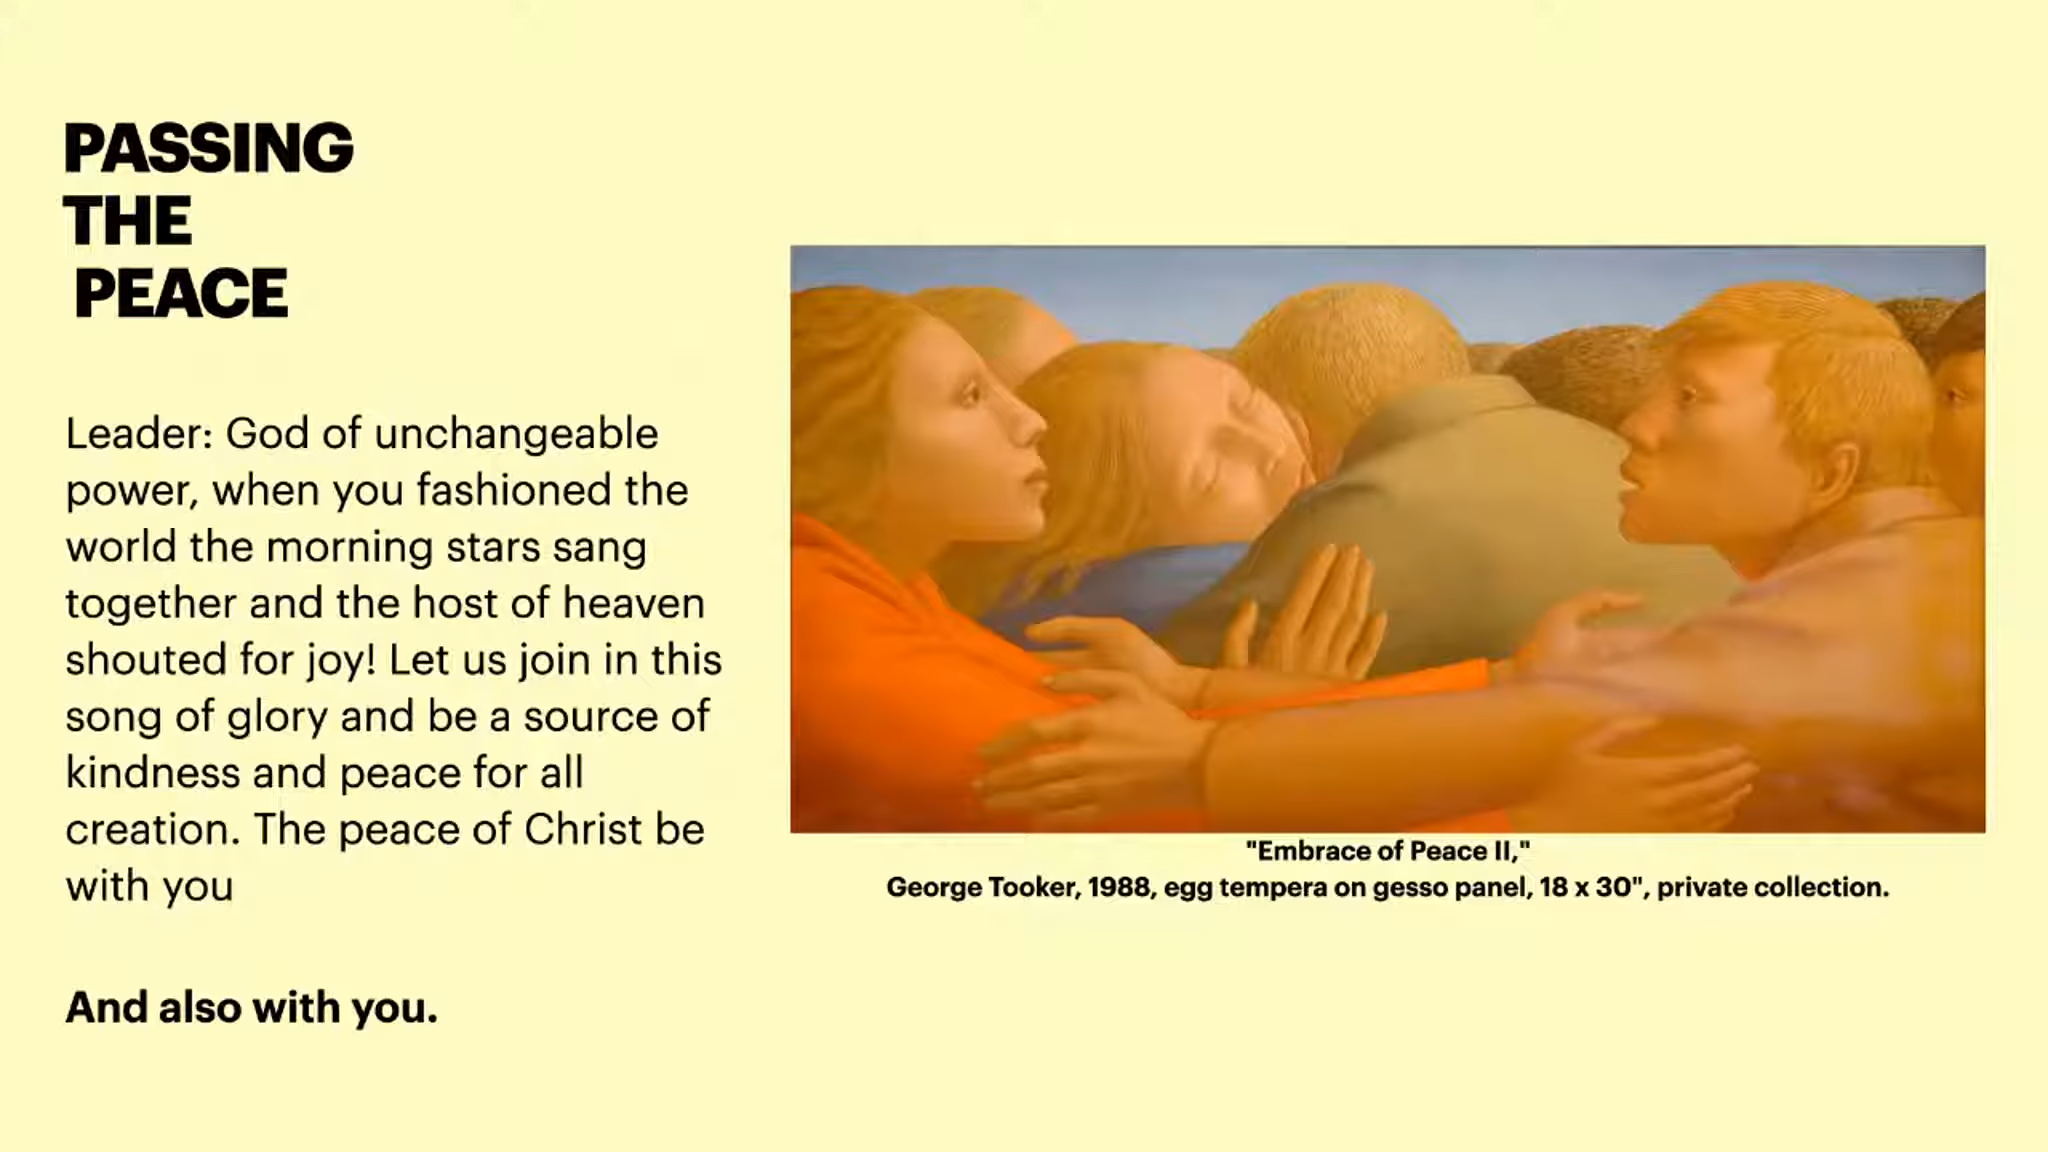 PASSING
THE
PEACE
Leader: God of unchangeable
power, when you fashioned the
world the morning stars sang
together and the host of heaven
shouted for joy! Let us join in this
song of glory and be a source of
kindness and peace for all
creation. The peace of Christ be
with you
And also with you.
"Embrace of Peace II,"
George Tooker, 1988, egg tempera on gesso panel, 18 x 30", private collection.